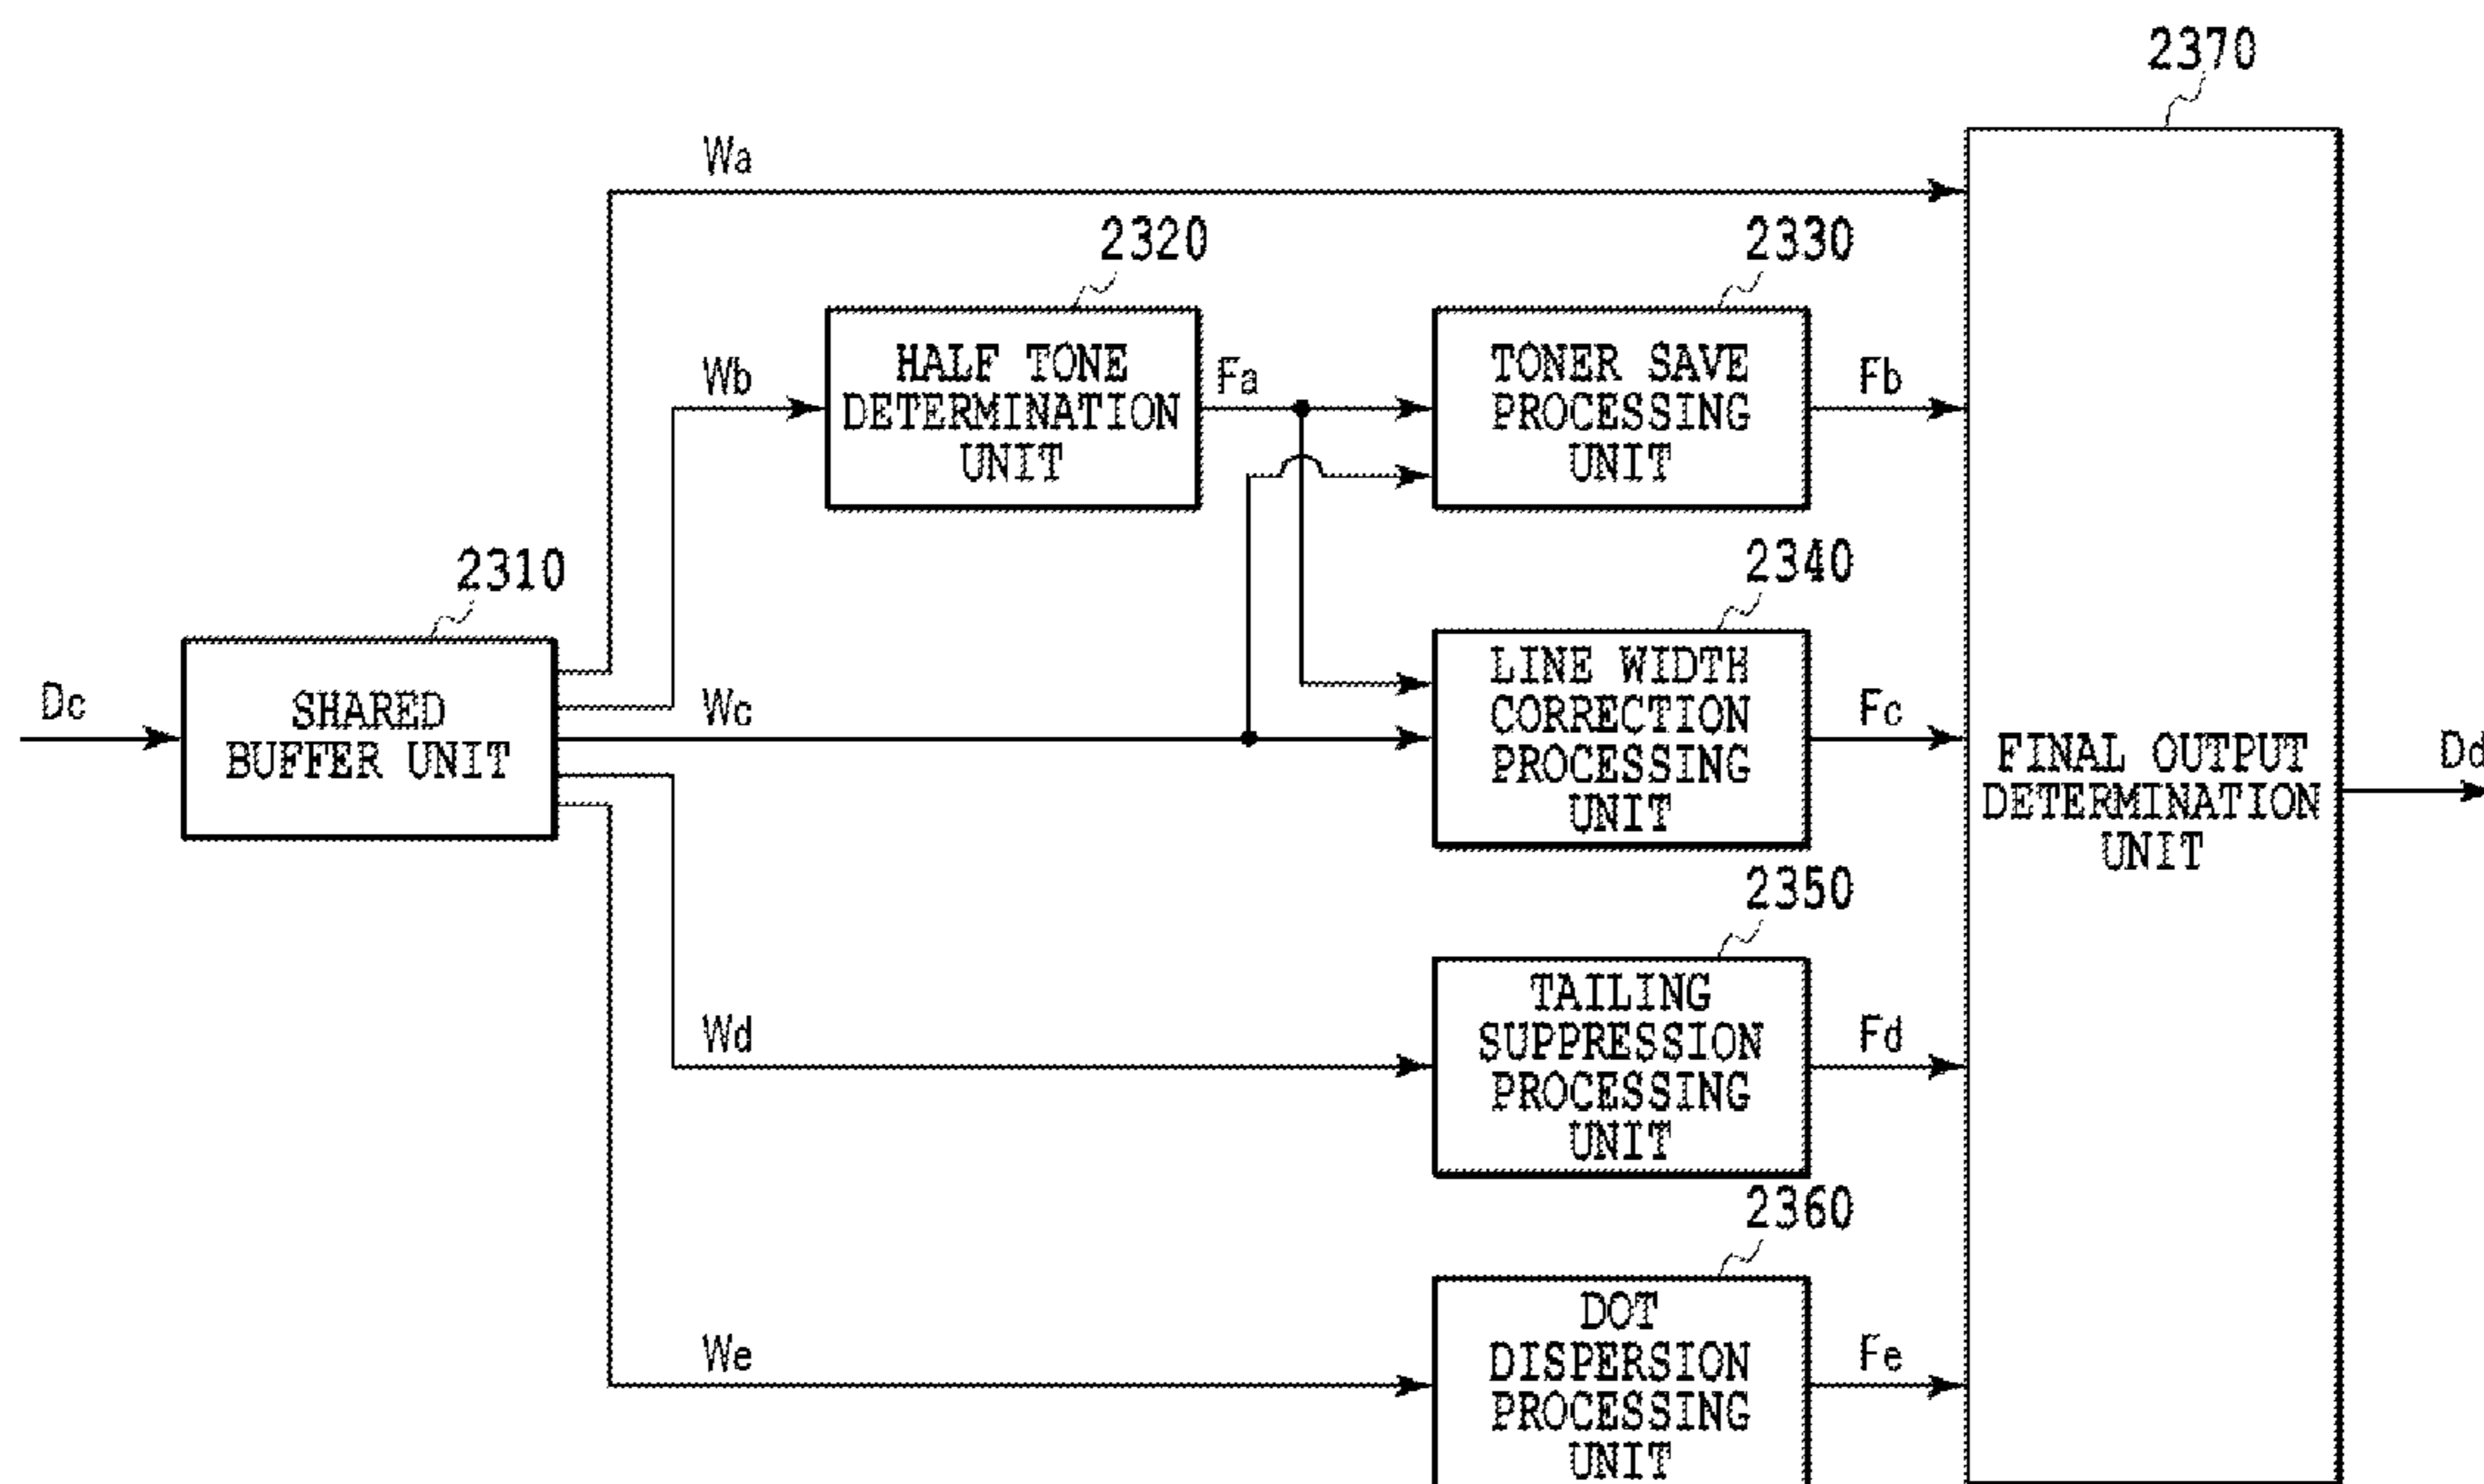 2370
Wa
2320
2330
Wb
HALF TONE
DETERMINATION
UNIT
Fa
TONER SAVE
PROCESSING
UNIT
Fb
2310
2340
Dc
SHARED
BUFFER UNIT
Wc
LINE WIDTH
CORRECTION
PROCESSING
UNIT
Fc
FINAL OUTPUT
DETERMINATION
UNIT
Dd
2350
Wd
TAILING
SUPPRESSION
PROCESSING
UNIT
Fd
2360
We
DOT
DISPERSION
PROCESSING
UNIT
Fe